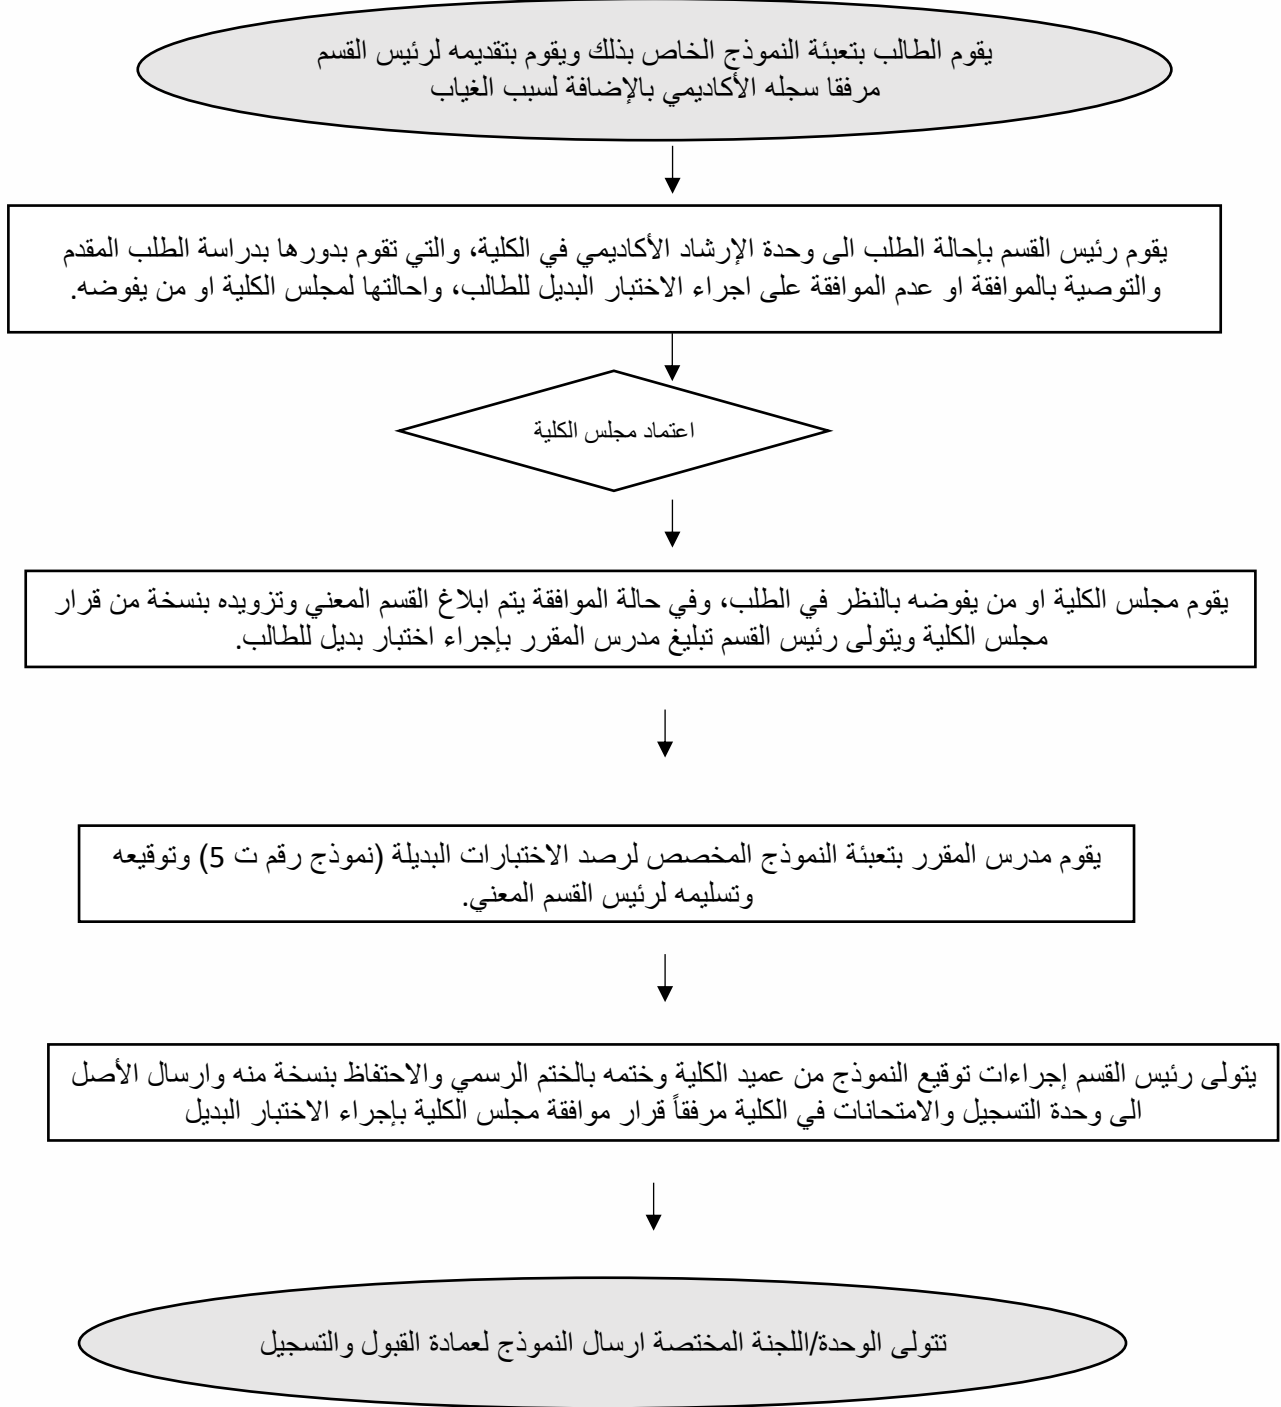 يقوم الطالب بتعبئة النموذج الخاص بذلك ويقوم بتقديمه لرئيس القسم
مرفقا سجله الأكاديمي بالإضافة لسبب الغياب
يقوم رئيس القسم بإحالة الطلب الى وحدة الإرشاد الأكاديمي في الكلية، والتي تقوم بدورها بدراسة الطلب المقدم
والتوصية بالموافقة او عدم الموافقة على اجراء الاختبار البديل للطالب، واحالتها لمجلس الكلية او من يفوضه.
اعتماد مجلس الكلية
يقوم مجلس الكلية او من يفوضه بالنظر في الطلب، وفي حالة الموافقة يتم ابلاغ القسم المعني وتزويده بنسخة من قرار
مجلس الكلية ويتولى رئيس القسم تبليغ مدرس المقرر بإجراء اختبار بديل للطالب.
يقوم مدرس المقرر بتعبئة النموذج المخصص لرصد الاختبارات البديلة (نموذج رقم ت 5) وتوقيعه
وتسليمه لرئيس القسم المعني.
يتولى رئيس القسم إجراءات توقيع النموذج من عميد الكلية وختمه بالختم الرسمي والاحتفاظ بنسخة منه وارسال الأصل
الى وحدة التسجيل والامتحانات في الكلية مرفقاً قرار موافقة مجلس الكلية بإجراء الاختبار البديل
تتولى الوحدة/اللجنة المختصة ارسال النموذج لعمادة القبول والتسجيل